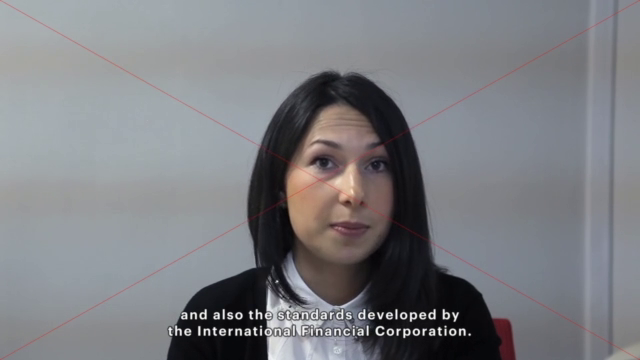 and also the standards developed by
the International Financial Corporation.